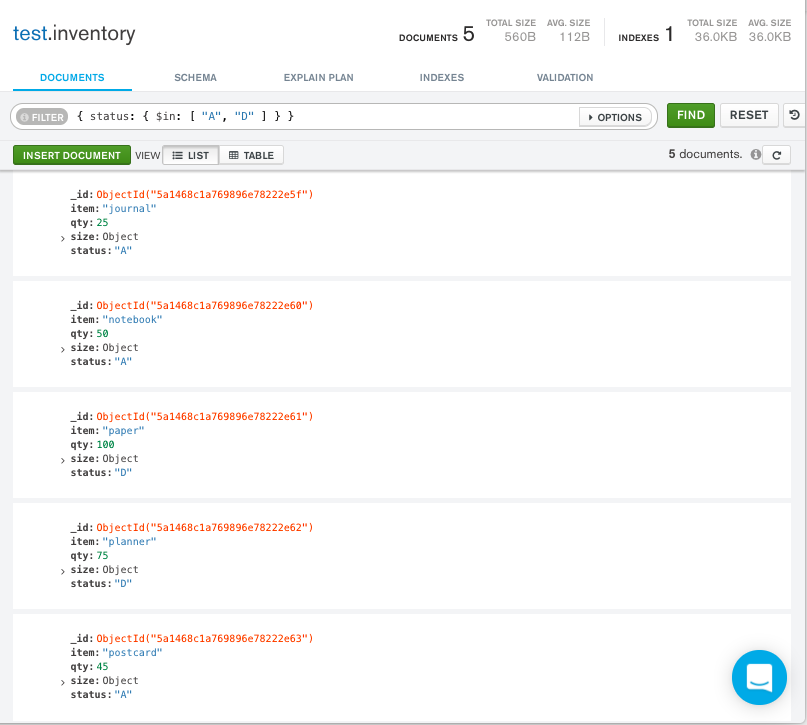 test.inventory
DOCUMENTS 5 TOTAL SIZE 560B AVG. SIZE 112B INDEXES 1 TOTAL SIZE 36.0KB AVG. SIZE 36.0KB
DOCUMENTS SCHEMA EXPLAIN PLAN INDEXES VALIDATION
FILTER { status: { $in: [ "A", "D" ] } } OPTIONS FIND RESET
INSERT DOCUMENT VIEW LIST TABLE 5 documents.
_id: ObjectId("5a1468c1a769896e78222e5f")
item: "journal"
qty: 25
size: Object
status: "A"
_id: ObjectId("5a1468c1a769896e78222e60")
item: "notebook"
qty: 50
size: Object
status: "A"
_id: ObjectId("5a1468c1a769896e78222e61")
item: "paper"
qty: 100
size: Object
status: "D"
_id: ObjectId("5a1468c1a769896e78222e62")
item: "planner"
qty: 75
size: Object
status: "D"
_id: ObjectId("5a1468c1a769896e78222e63")
item: "postcard"
qty: 45
size: Object
status: "A"